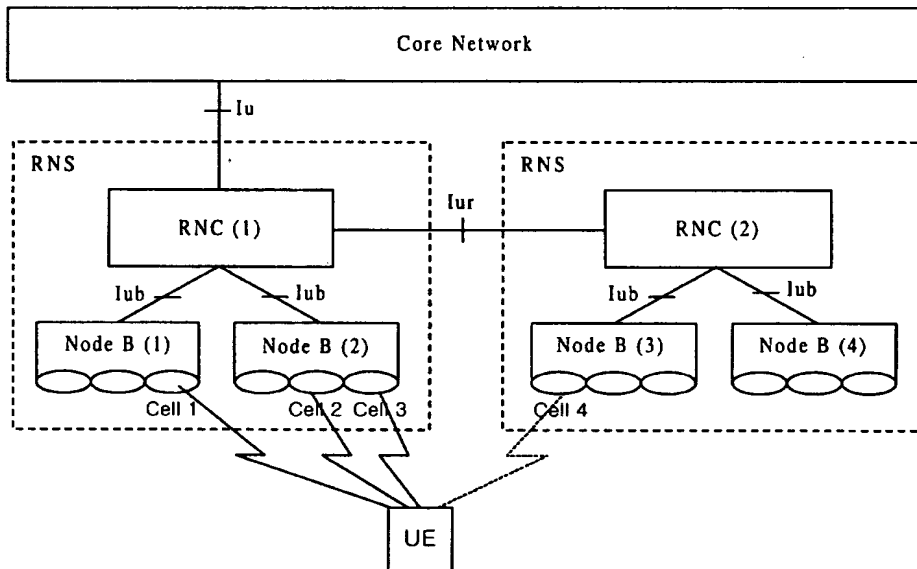 Core Network
Iu
RNS
RNS
RNC (1)
Iur
RNC (2)
Iub
Iub
Iub
Iub
Node B (1)
Node B (2)
Node B (3)
Node B (4)
Cell 1
Cell 2
Cell 3
Cell 4
UE